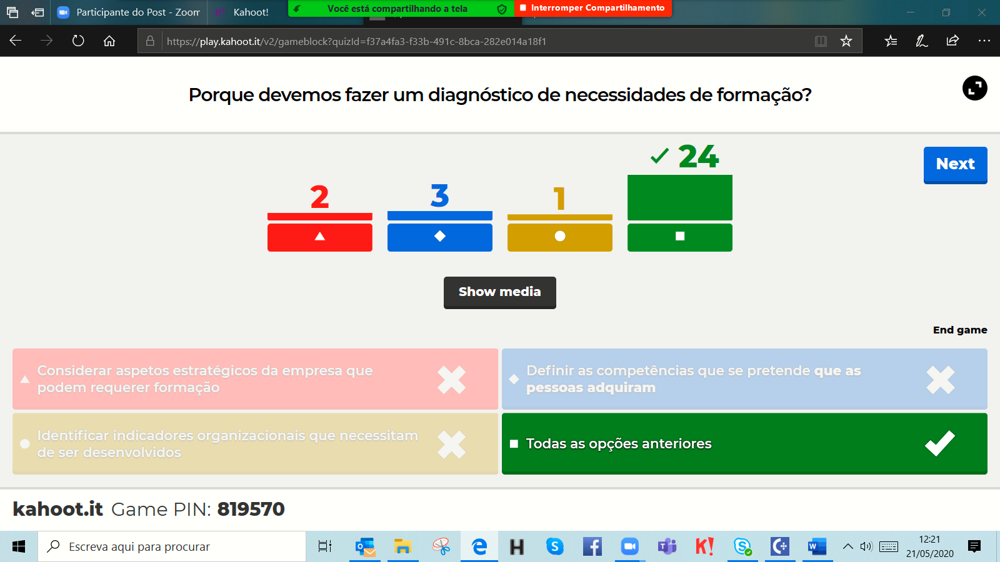 Participante do Post - Zoom
Kahoot!
Você está compartilhando a tela
Interromper Compartilhamento
https://play.kahoot.it/v2/gameblock?quizId=f37a4fa3-f33b-491c-8bca-282e014a18f1
Porque devemos fazer um diagnóstico de necessidades de formação?
24
2
3
1
Next
Show media
End game
Considerar aspetos estratégicos da empresa que
podem requerer formação
Definir as competências que se pretende que as
pessoas adquiram
Identificar indicadores organizacionais que necessitam
de ser desenvolvidos
Todas as opções anteriores
kahoot.it Game PIN: 819570
Escreva aqui para procurar
12:21
21/05/2020